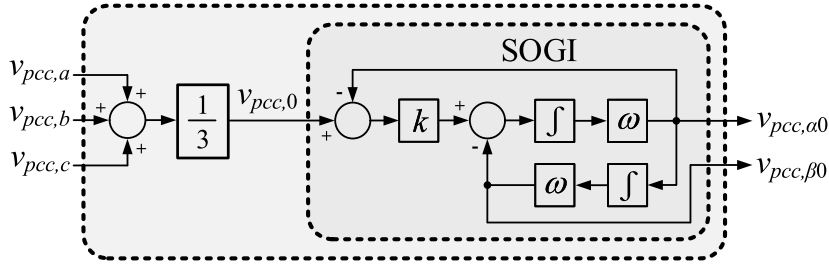 SOGI
v_pcc,a
+
v_pcc,b
+
v_pcc,c
+
1
3
v_pcc,0
+
-
k
+
-
∫
ω
v_pcc,α0
ω
∫
v_pcc,β0